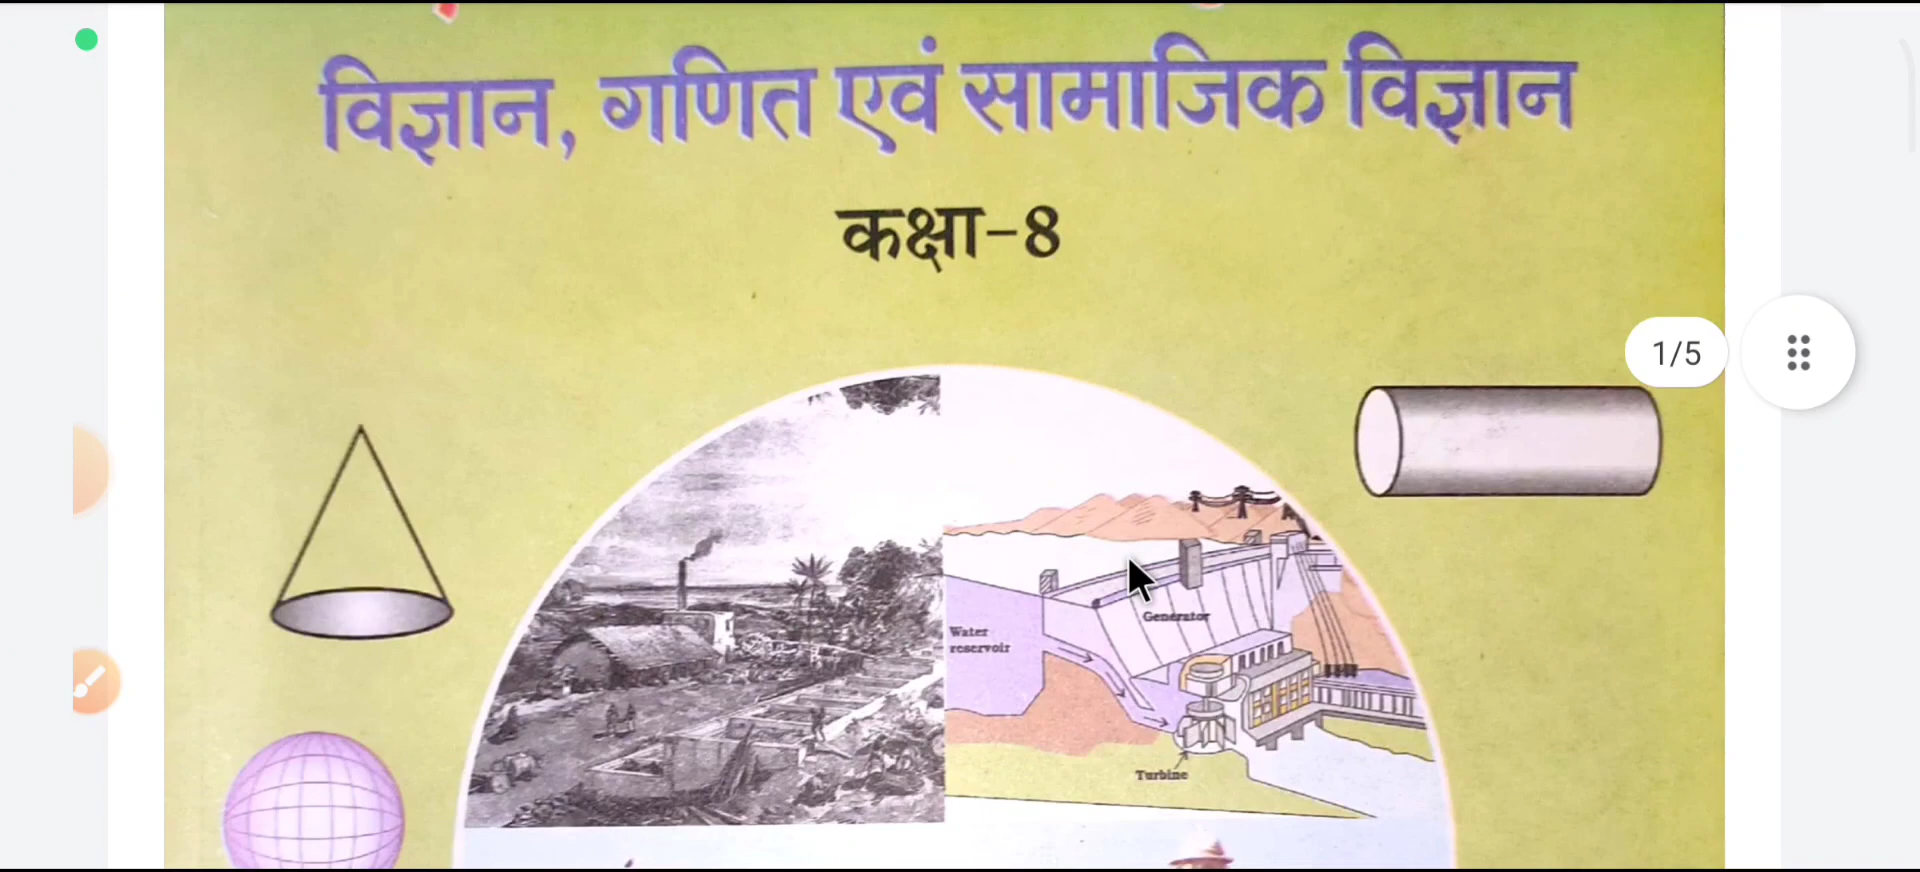 विज्ञान, गणित एवं सामाजिक विज्ञान
कक्षा-8
1/5
Generator
Water
reservoir
Turbine